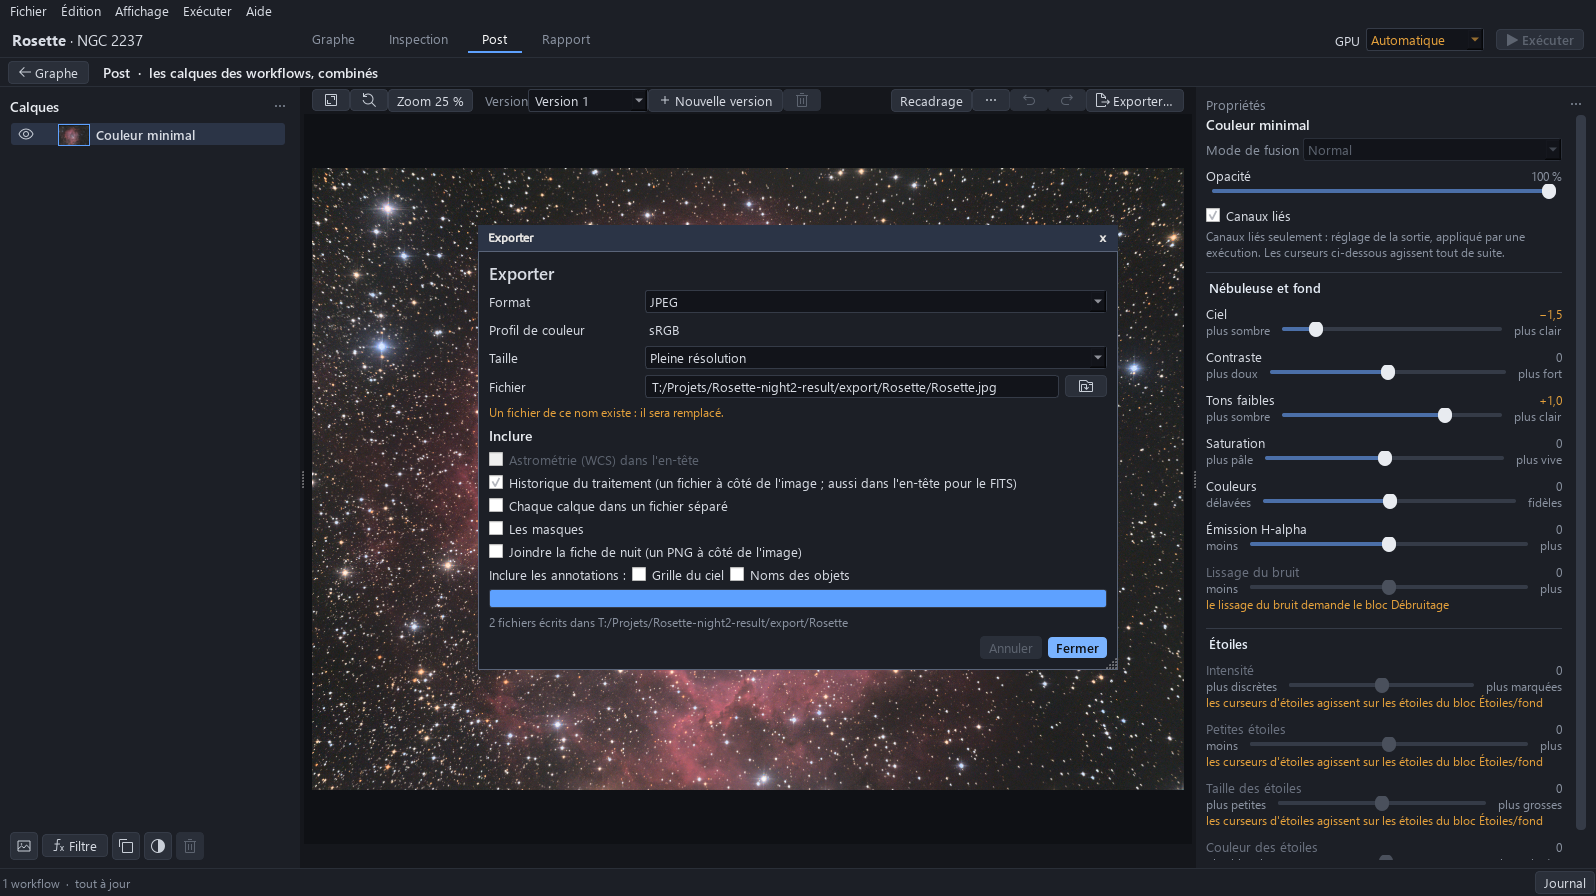 Fichier Édition Affichage Exécuter Aide
Rosette · NGC 2237
Graphe Inspection Post Rapport
GPU Automatique Exécuter
Graphe Post · les calques des workflows, combinés
Calques ...
Couleur minimal
Zoom 25 % Version Version 1 + Nouvelle version
Recadrage ... Exporter...
Exporter x
Exporter
Format JPEG
Profil de couleur sRGB
Taille Pleine résolution
Fichier T:/Projets/Rosette-night2-result/export/Rosette/Rosette.jpg
Un fichier de ce nom existe : il sera remplacé.
Inclure
Astrométrie (WCS) dans l'en-tête
Historique du traitement (un fichier à côté de l'image ; aussi dans l'en-tête pour le FITS)
Chaque calque dans un fichier séparé
Les masques
Joindre la fiche de nuit (un PNG à côté de l'image)
Inclure les annotations : Grille du ciel Noms des objets
2 fichiers écrits dans T:/Projets/Rosette-night2-result/export/Rosette
Annuler Fermer
Propriétés ...
Couleur minimal
Mode de fusion Normal
Opacité 100 %
Canaux liés
Canaux liés seulement : réglage de la sortie, appliqué par une
exécution. Les curseurs ci-dessous agissent tout de suite.
Nébuleuse et fond
Ciel −1,5
plus sombre plus clair
Contraste 0
plus doux plus fort
Tons faibles +1,0
plus sombre plus clair
Saturation 0
plus pâle plus vive
Couleurs 0
délavées fidèles
Émission H-alpha 0
moins plus
Lissage du bruit 0
moins plus
le lissage du bruit demande le bloc Débruitage
Étoiles
Intensité 0
plus discrètes plus marquées
les curseurs d'étoiles agissent sur les étoiles du bloc Étoiles/fond
Petites étoiles 0
moins plus
les curseurs d'étoiles agissent sur les étoiles du bloc Étoiles/fond
Taille des étoiles 0
plus petites plus grosses
les curseurs d'étoiles agissent sur les étoiles du bloc Étoiles/fond
Couleur des étoiles 0
fx Filtre
1 workflow · tout à jour
Journal